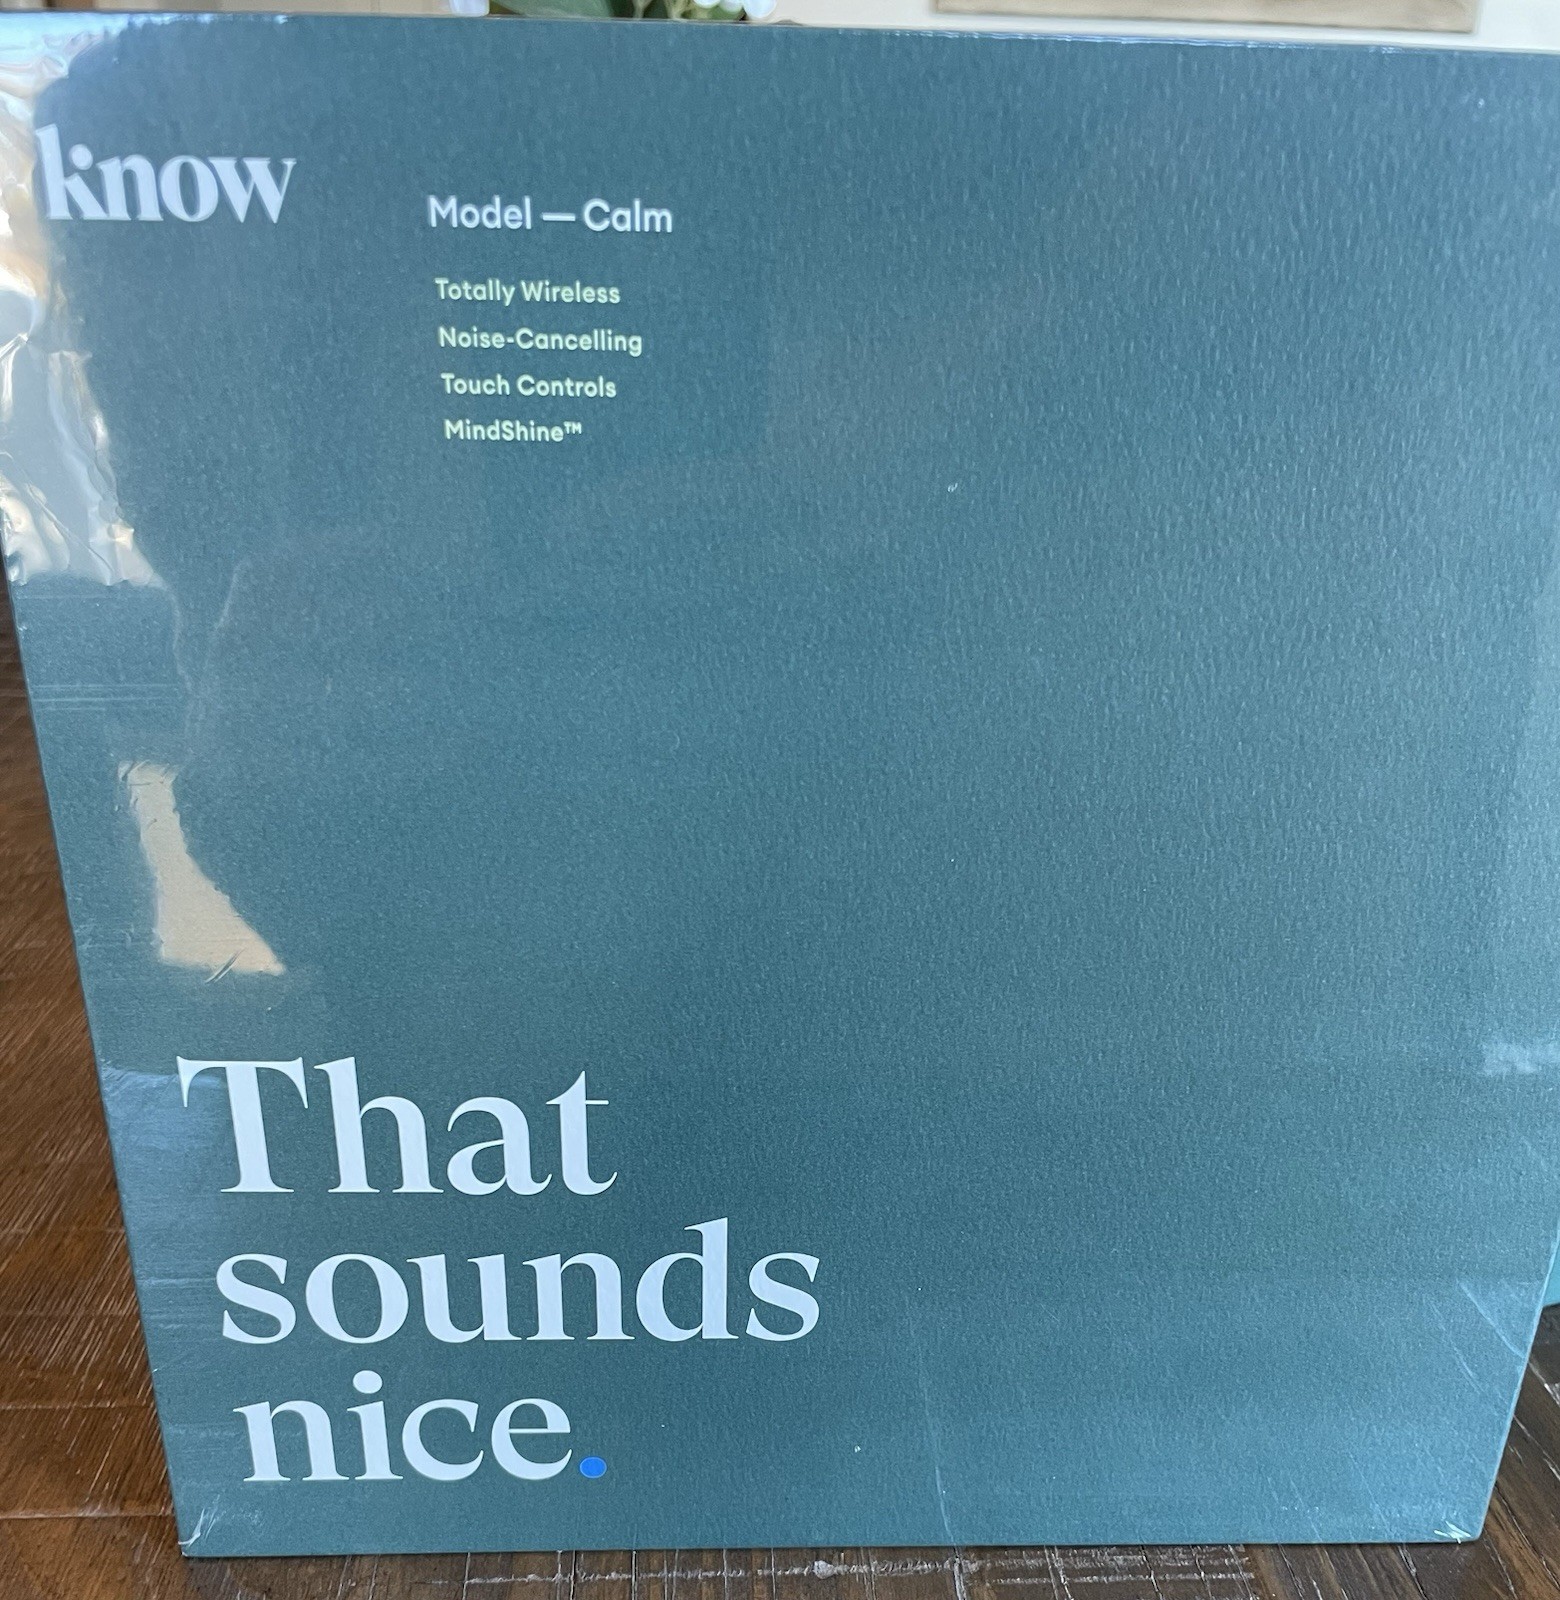 know
Model — Calm
Totally Wireless
Noise-Cancelling
Touch Controls
MindShine™
That
sounds
nice.